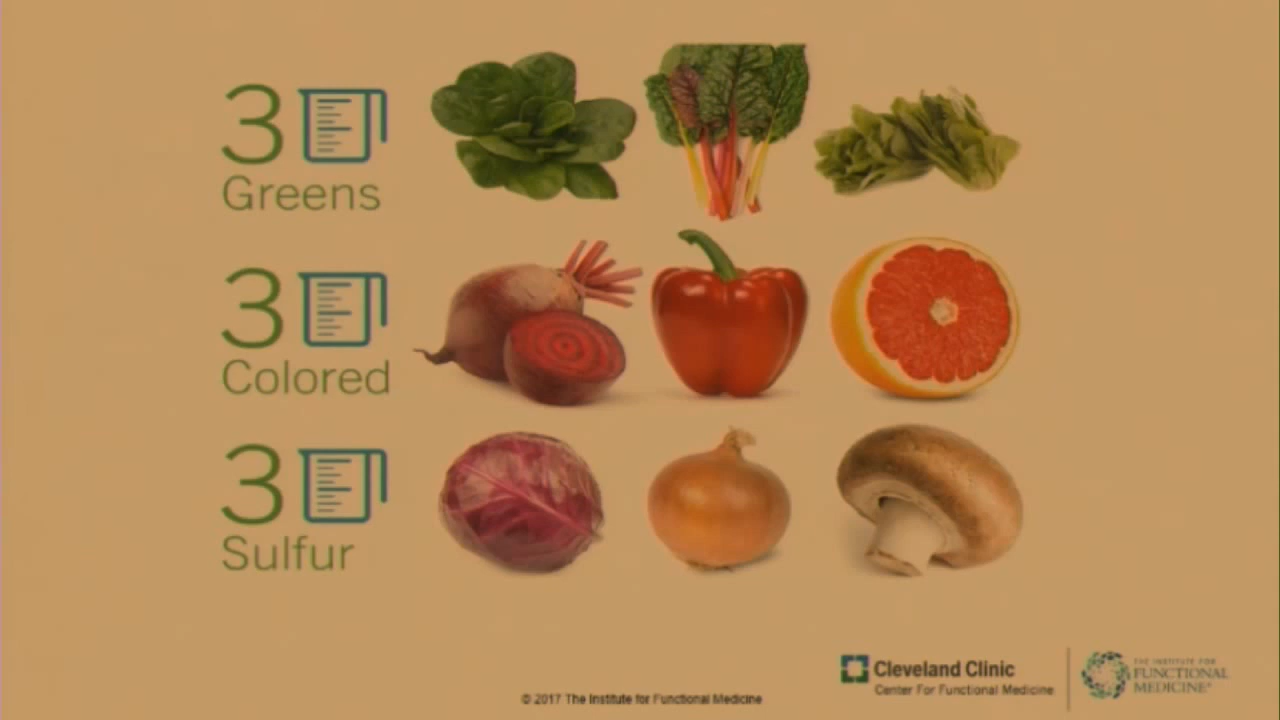 3
Greens
3
Colored
3
Sulfur
Cleveland Clinic
Center For Functional Medicine
THE INSTITUTE FOR
FUNCTIONAL
MEDICINE®
© 2017 The Institute for Functional Medicine